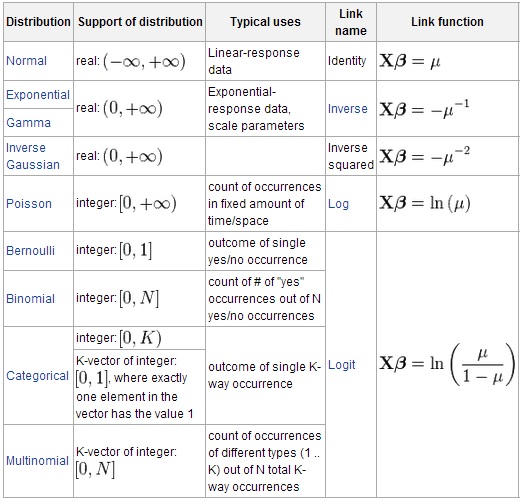 Distribution Support of distribution Typical uses Link name Link function
Normal real: (−∞, +∞) Linear-response data Identity Xβ = μ
Exponential
Gamma real: (0, +∞) Exponential-response data, scale parameters Inverse Xβ = −μ⁻¹
Inverse Gaussian real: (0, +∞) Inverse squared Xβ = −μ⁻²
Poisson integer: [0, +∞) count of occurrences in fixed amount of time/space Log Xβ = ln (μ)
Bernoulli integer: [0, 1] outcome of single yes/no occurrence
Binomial integer: [0, N] count of # of "yes" occurrences out of N yes/no occurrences
Categorical integer: [0, K)
K-vector of integer: [0, 1], where exactly one element in the vector has the value 1
outcome of single K-way occurrence
Logit Xβ = ln (μ / 1 − μ)
Multinomial K-vector of integer: [0, N] count of occurrences of different types (1 .. K) out of N total K-way occurrences